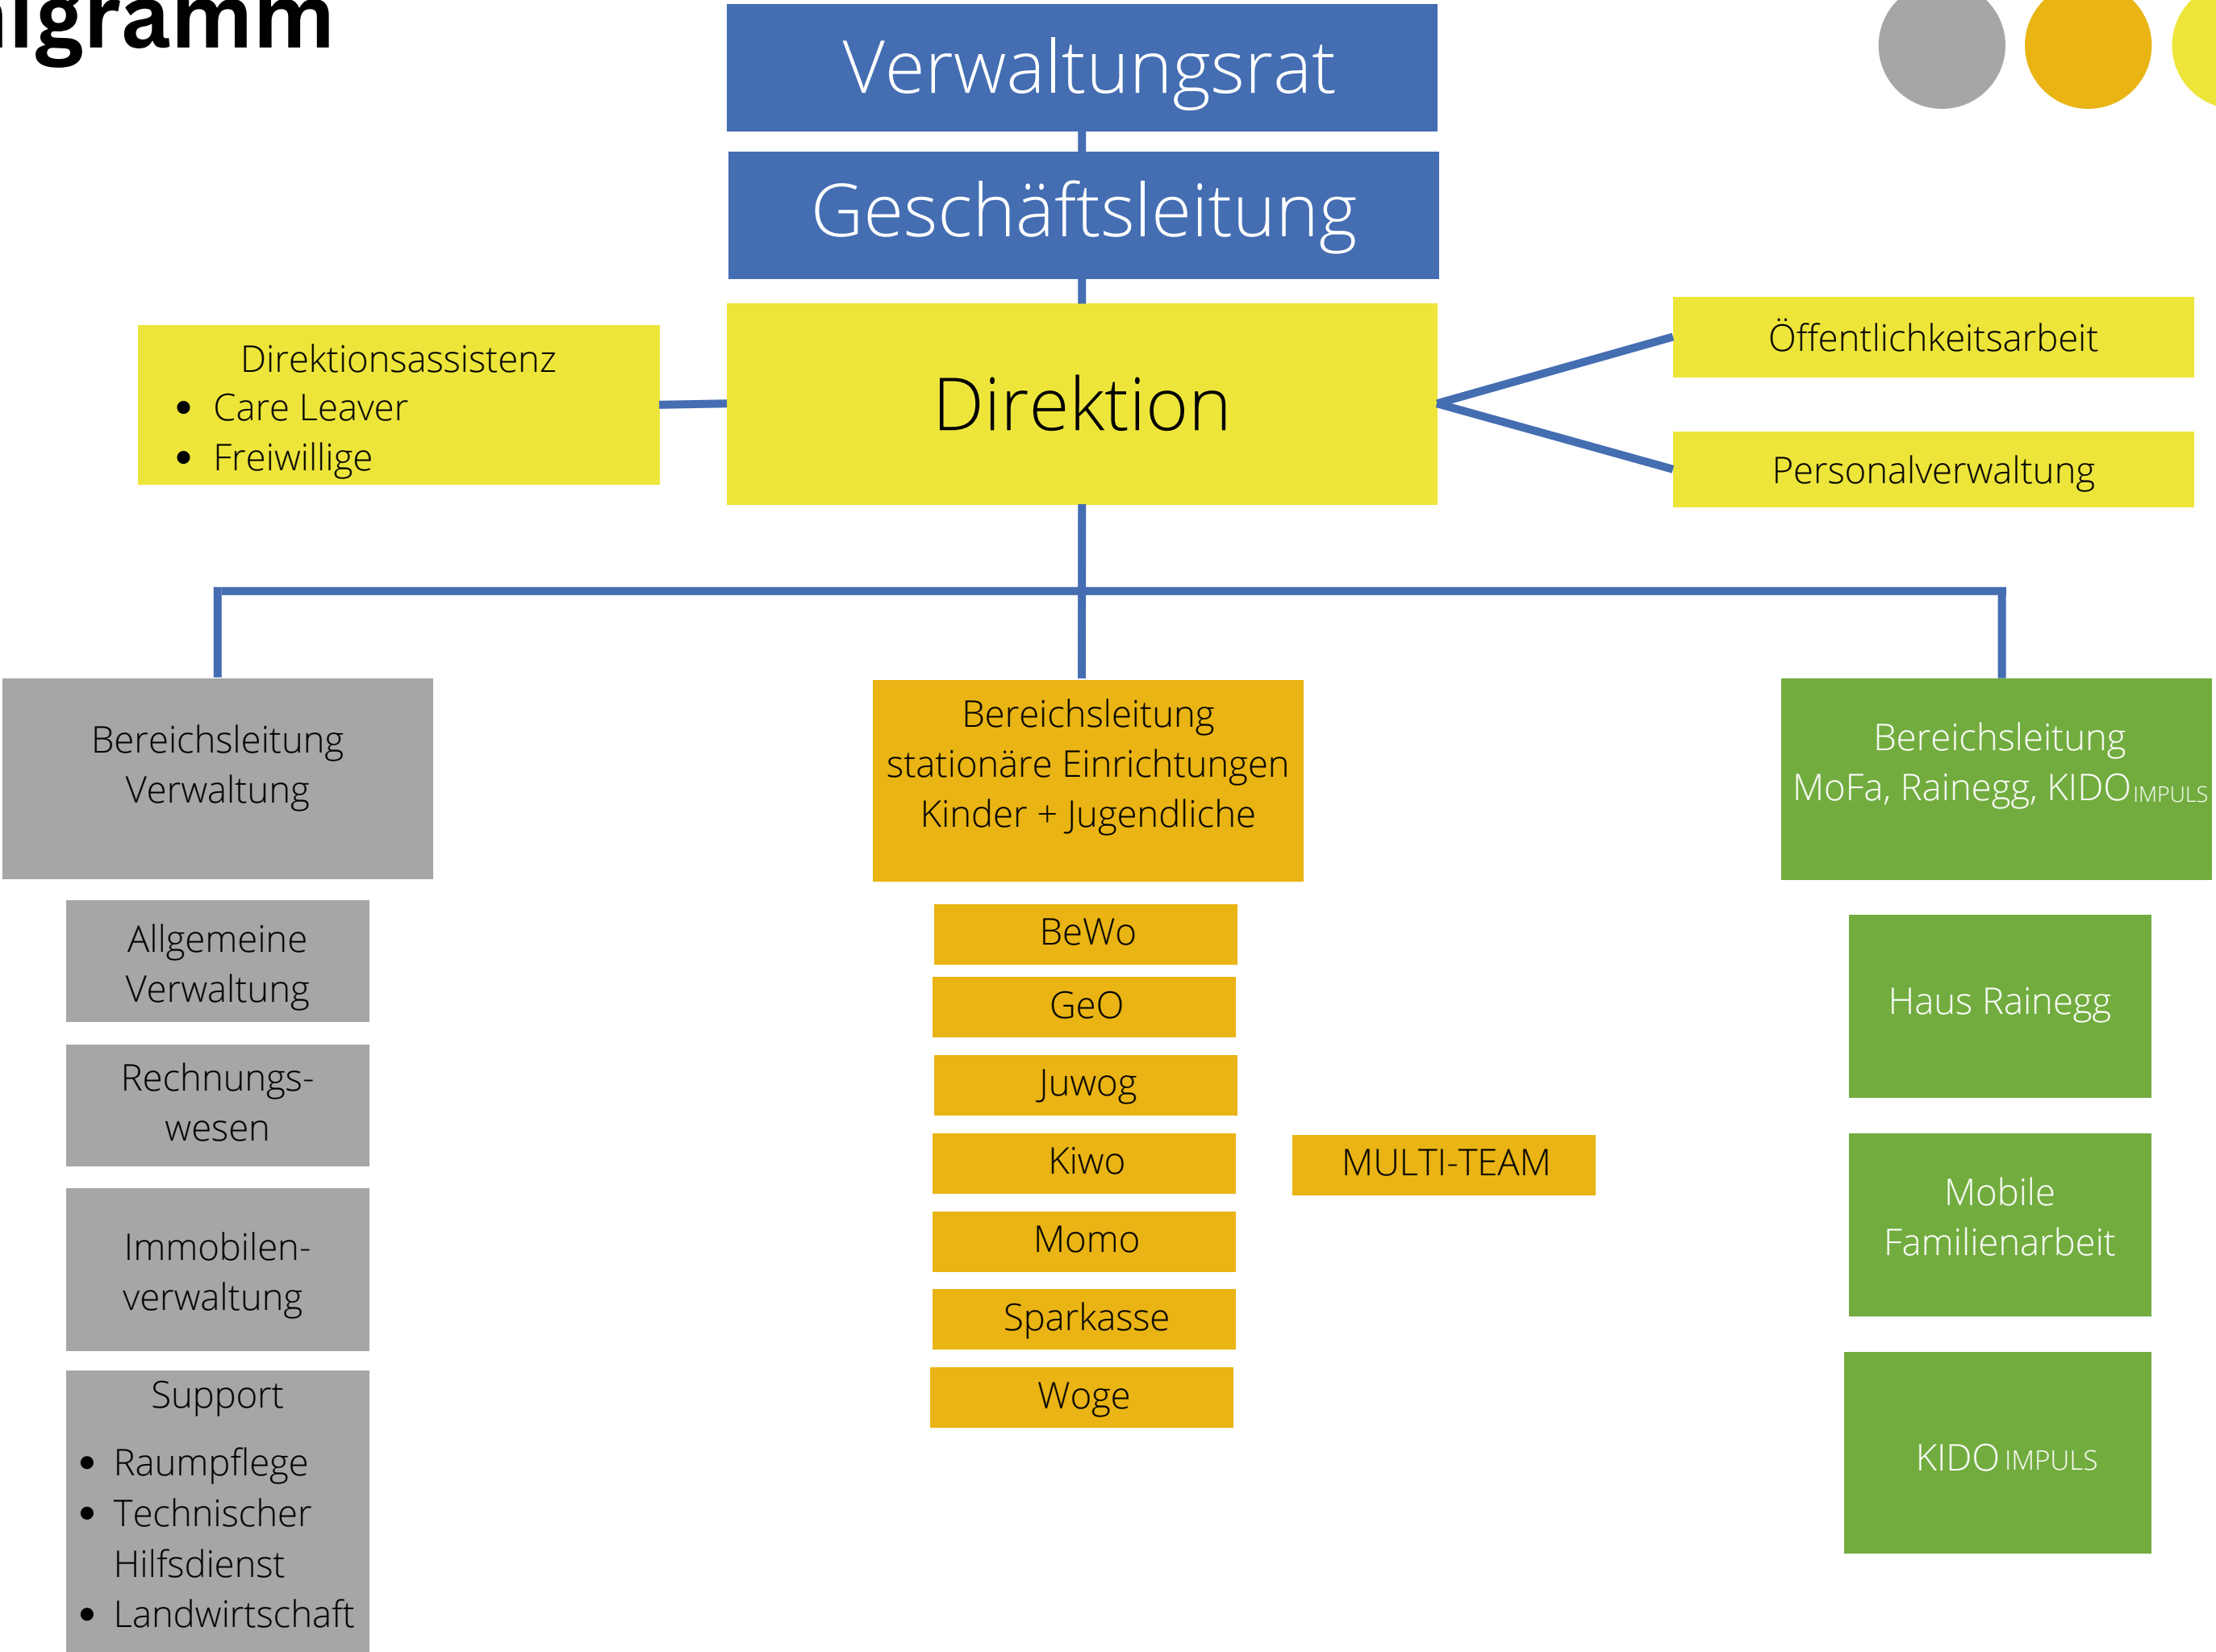 Verwaltungsrat
Geschäftsleitung
Direktionsassistenz
• Care Leaver
• Freiwillige
Direktion
Öffentlichkeitsarbeit
Personalverwaltung
Bereichsleitung
Verwaltung
Allgemeine
Verwaltung
Rechnungs-
wesen
Immobilen-
verwaltung
Support
• Raumpflege
• Technischer
Hilfsdienst
• Landwirtschaft
Bereichsleitung
stationäre Einrichtungen
Kinder + Jugendliche
BeWo
GeO
Juwog
Kiwo
Momo
Sparkasse
Woge
MULTI-TEAM
Bereichsleitung
MoFa, Rainegg, KIDO IMPULS
Haus Rainegg
Mobile
Familienarbeit
KIDO IMPULS